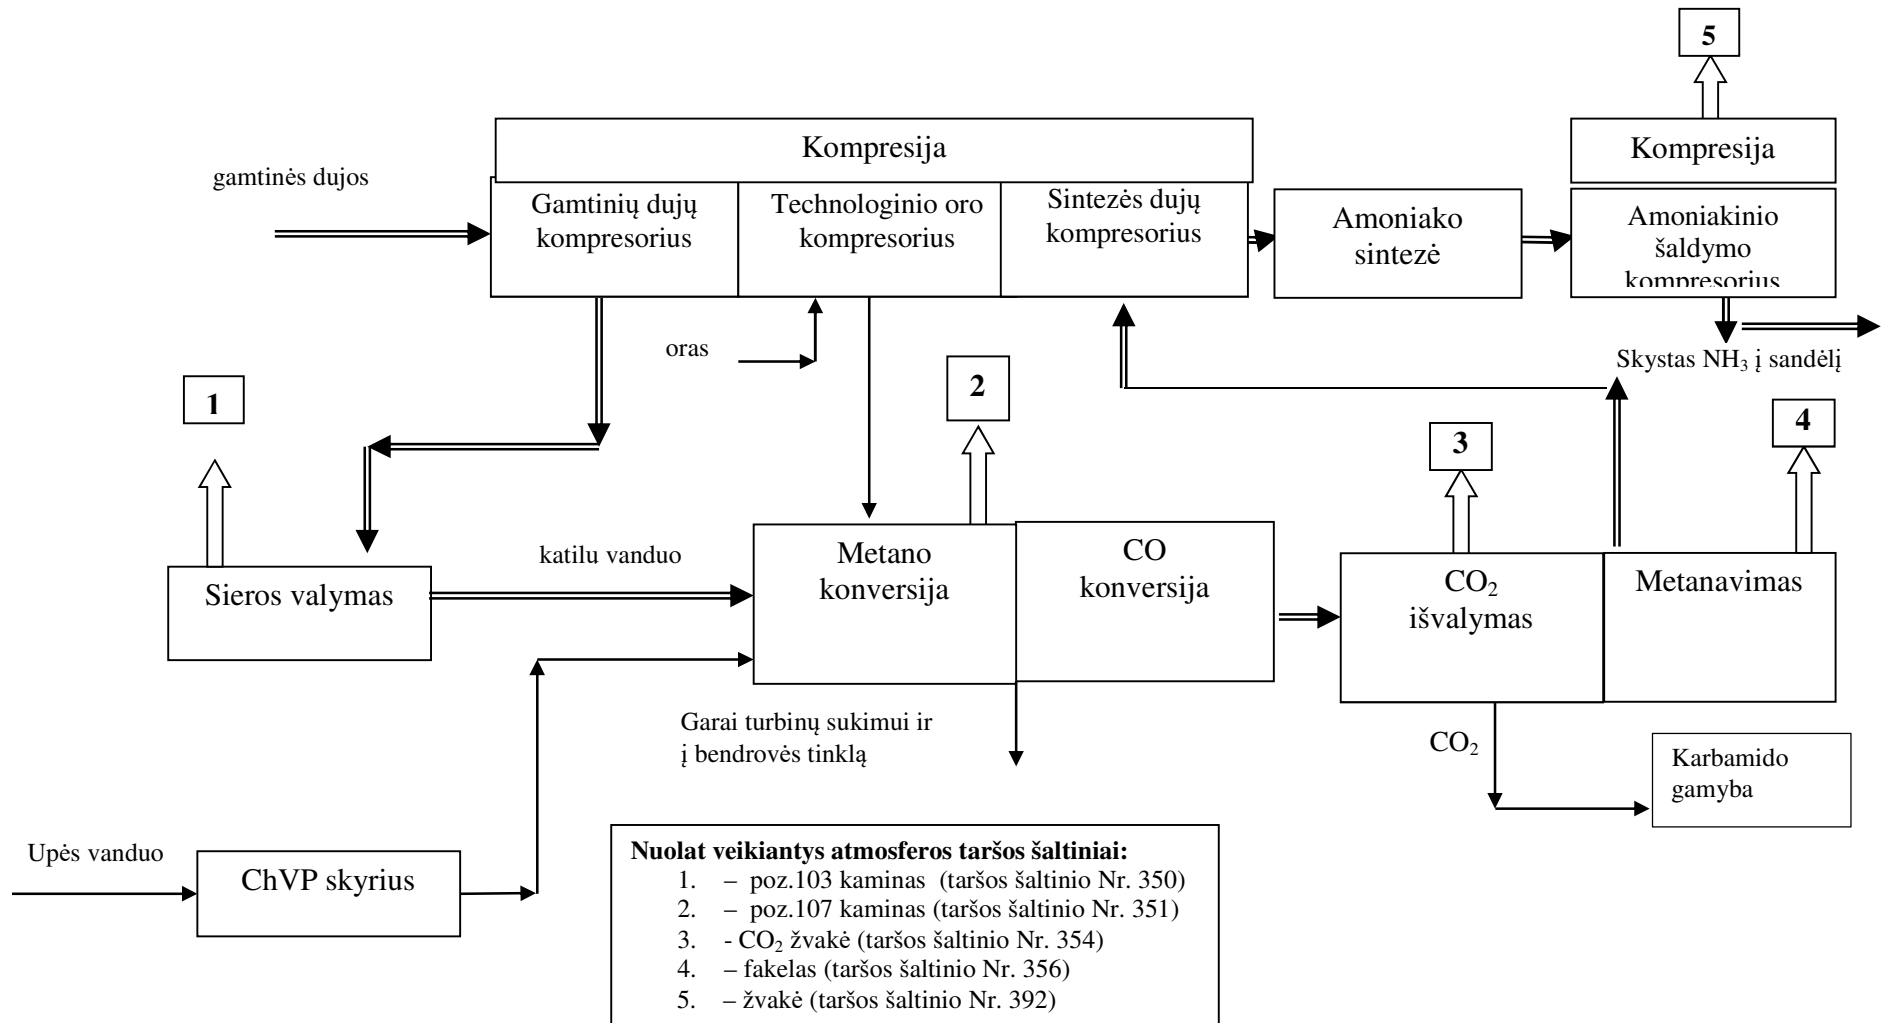 5
Kompresija
Kompresija
gamtinės dujos
Gamtinių dujų
kompresorius
Technologinio oro
kompresorius
Sintezės dujų
kompresorius
Amoniako
sintezė
Amoniakinio
šaldymo
kompresorius
oras
Skystas NH₃ į sandėlį
1
2
3
4
katilu vanduo
Sieros valymas
Metano
konversija
CO
konversija
CO₂
išvalymas
Metanavimas
Garai turbinų sukimui ir
į bendrovės tinklą
CO₂
Karbamido
gamyba
Upės vanduo
ChVP skyrius
Nuolat veikiantys atmosferos taršos šaltiniai:
1. – poz.103 kaminas (taršos šaltinio Nr. 350)
2. – poz.107 kaminas (taršos šaltinio Nr. 351)
3. - CO₂ žvakė (taršos šaltinio Nr. 354)
4. – fakelas (taršos šaltinio Nr. 356)
5. – žvakė (taršos šaltinio Nr. 392)